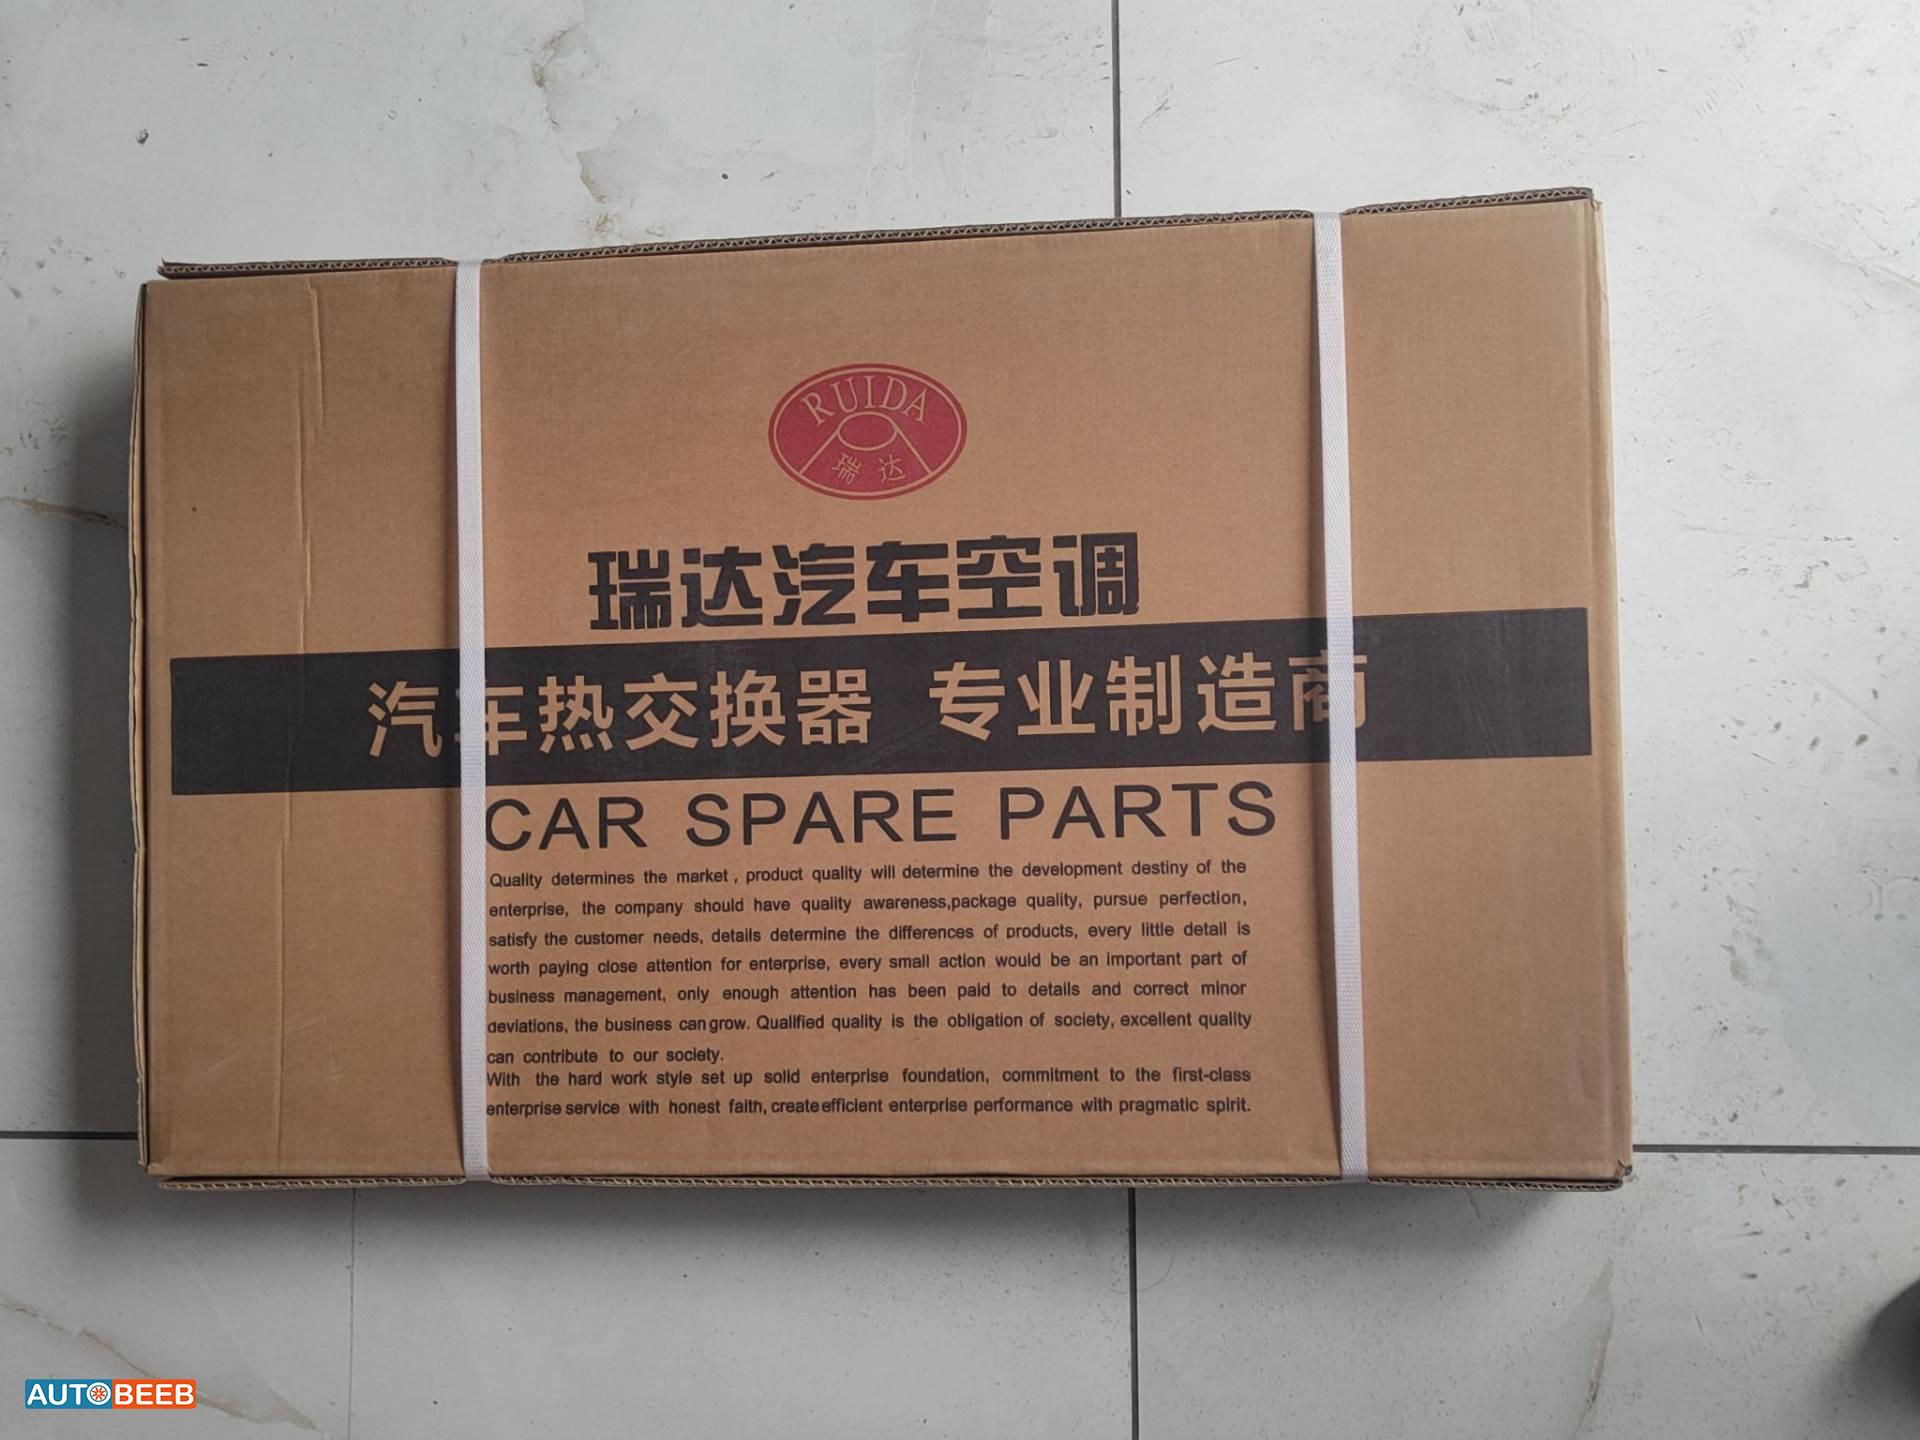 RUIDA
瑞达
瑞达汽车空调
汽车热交换器 专业制造商
CAR SPARE PARTS
Quality determines the market , product quality will determine the development destiny of the
enterprise, the company should have quality awareness,package quality, pursue perfection,
satisfy the customer needs, details determine the differences of products, every little detail is
worth paying close attention for enterprise, every small action would be an important part of
business management, only enough attention has been paid to details and correct minor
deviations, the business can grow. Qualified quality is the obligation of society, excellent quality
can contribute to our society.
With the hard work style set up solid enterprise foundation, commitment to the first-class
enterprise service with honest faith, create efficient enterprise performance with pragmatic spirit.
AUTOBEEB